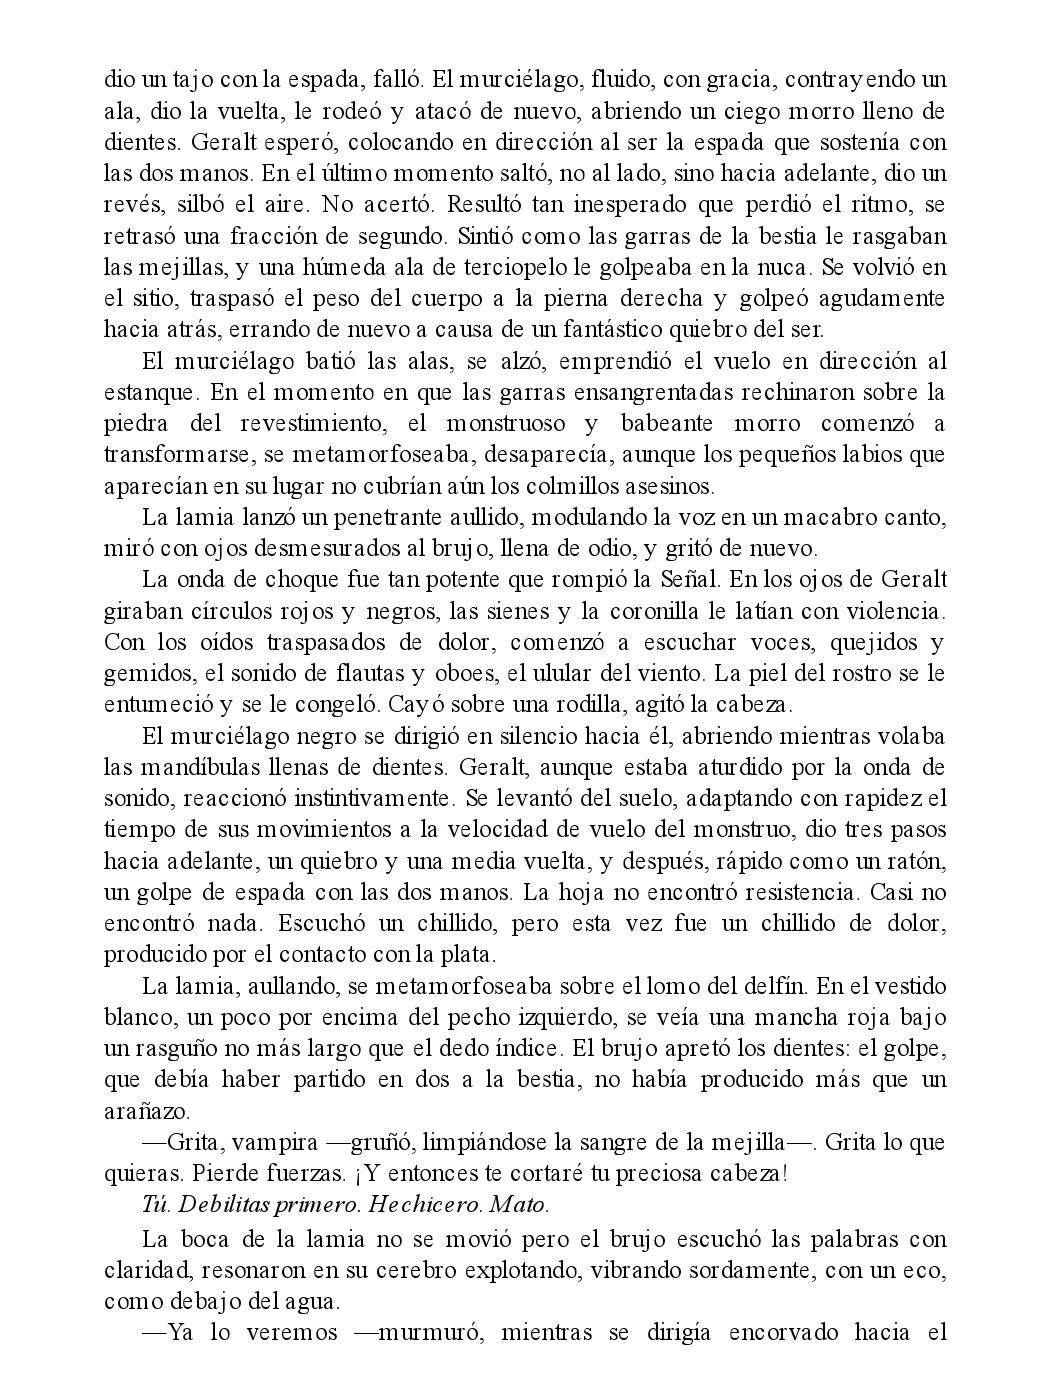 dio un tajo con la espada, falló. El murciélago, fluido, con gracia, contrayendo un
ala, dio la vuelta, le rodeó y atacó de nuevo, abriendo un ciego morro lleno de
dientes. Geralt esperó, colocando en dirección al ser la espada que sostenía con
las dos manos. En el último momento saltó, no al lado, sino hacia adelante, dio un
revés, silbó el aire. No acertó. Resultó tan inesperado que perdió el ritmo, se
retrasó una fracción de segundo. Sintió como las garras de la bestia le rasgaban
las mejillas, y una húmeda ala de terciopelo le golpeaba en la nuca. Se volvió en
el sitio, traspasó el peso del cuerpo a la pierna derecha y golpeó agudamente
hacia atrás, errando de nuevo a causa de un fantástico quiebro del ser.
El murciélago batió las alas, se alzó, emprendió el vuelo en dirección al
estanque. En el momento en que las garras ensangrentadas rechinaron sobre la
piedra del revestimiento, el monstruoso y babeante morro comenzó a
transformarse, se metamorfoseaba, desaparecía, aunque los pequeños labios que
aparecían en su lugar no cubrían aún los colmillos asesinos.
La lamia lanzó un penetrante aullido, modulando la voz en un macabro canto,
miró con ojos desmesurados al brujo, llena de odio, y gritó de nuevo.
La onda de choque fue tan potente que rompió la Señal. En los ojos de Geralt
giraban círculos rojos y negros, las sienes y la coronilla le latían con violencia.
Con los oídos traspasados de dolor, comenzó a escuchar voces, quejidos y
gemidos, el sonido de flautas y oboes, el ulular del viento. La piel del rostro se le
entumeció y se le congeló. Cayó sobre una rodilla, agitó la cabeza.
El murciélago negro se dirigió en silencio hacia él, abriendo mientras volaba
las mandíbulas llenas de dientes. Geralt, aunque estaba aturdido por la onda de
sonido, reaccionó instintivamente. Se levantó del suelo, adaptando con rapidez el
tiempo de sus movimientos a la velocidad de vuelo del monstruo, dio tres pasos
hacia adelante, un quiebro y una media vuelta, y después, rápido como un ratón,
un golpe de espada con las dos manos. La hoja no encontró resistencia. Casi no
encontró nada. Escuchó un chillido, pero esta vez fue un chillido de dolor,
producido por el contacto con la plata.
La lamia, aullando, se metamorfoseaba sobre el lomo del delfín. En el vestido
blanco, un poco por encima del pecho izquierdo, se veía una mancha roja bajo
un rasguño no más largo que el dedo índice. El brujo apretó los dientes: el golpe,
que debía haber partido en dos a la bestia, no había producido más que un
arañazo.
—Grita, vampira —gruñó, limpiándose la sangre de la mejilla—. Grita lo que
quieras. Pierde fuerzas. ¡Y entonces te cortaré tu preciosa cabeza!
Tú. Debilitas primero. Hechicero. Mato.
La boca de la lamia no se movió pero el brujo escuchó las palabras con
claridad, resonaron en su cerebro explotando, vibrando sordamente, con un eco,
como debajo del agua.
—Ya lo veremos —murmuró, mientras se dirigía encorvado hacia el